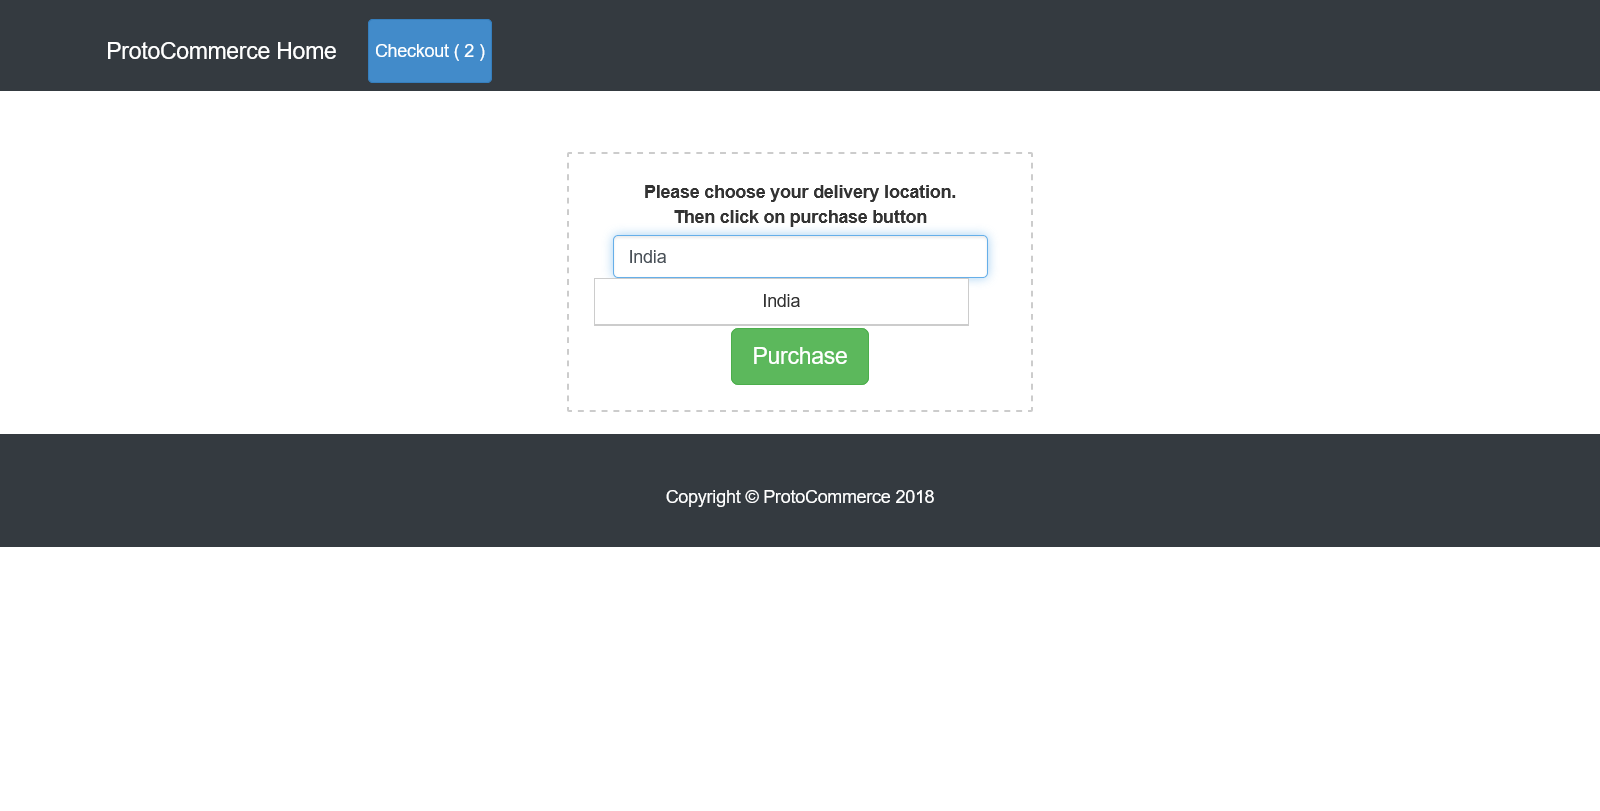 ProtoCommerce Home
Checkout ( 2 )
Please choose your delivery location.
Then click on purchase button
India
India
Purchase
Copyright © ProtoCommerce 2018